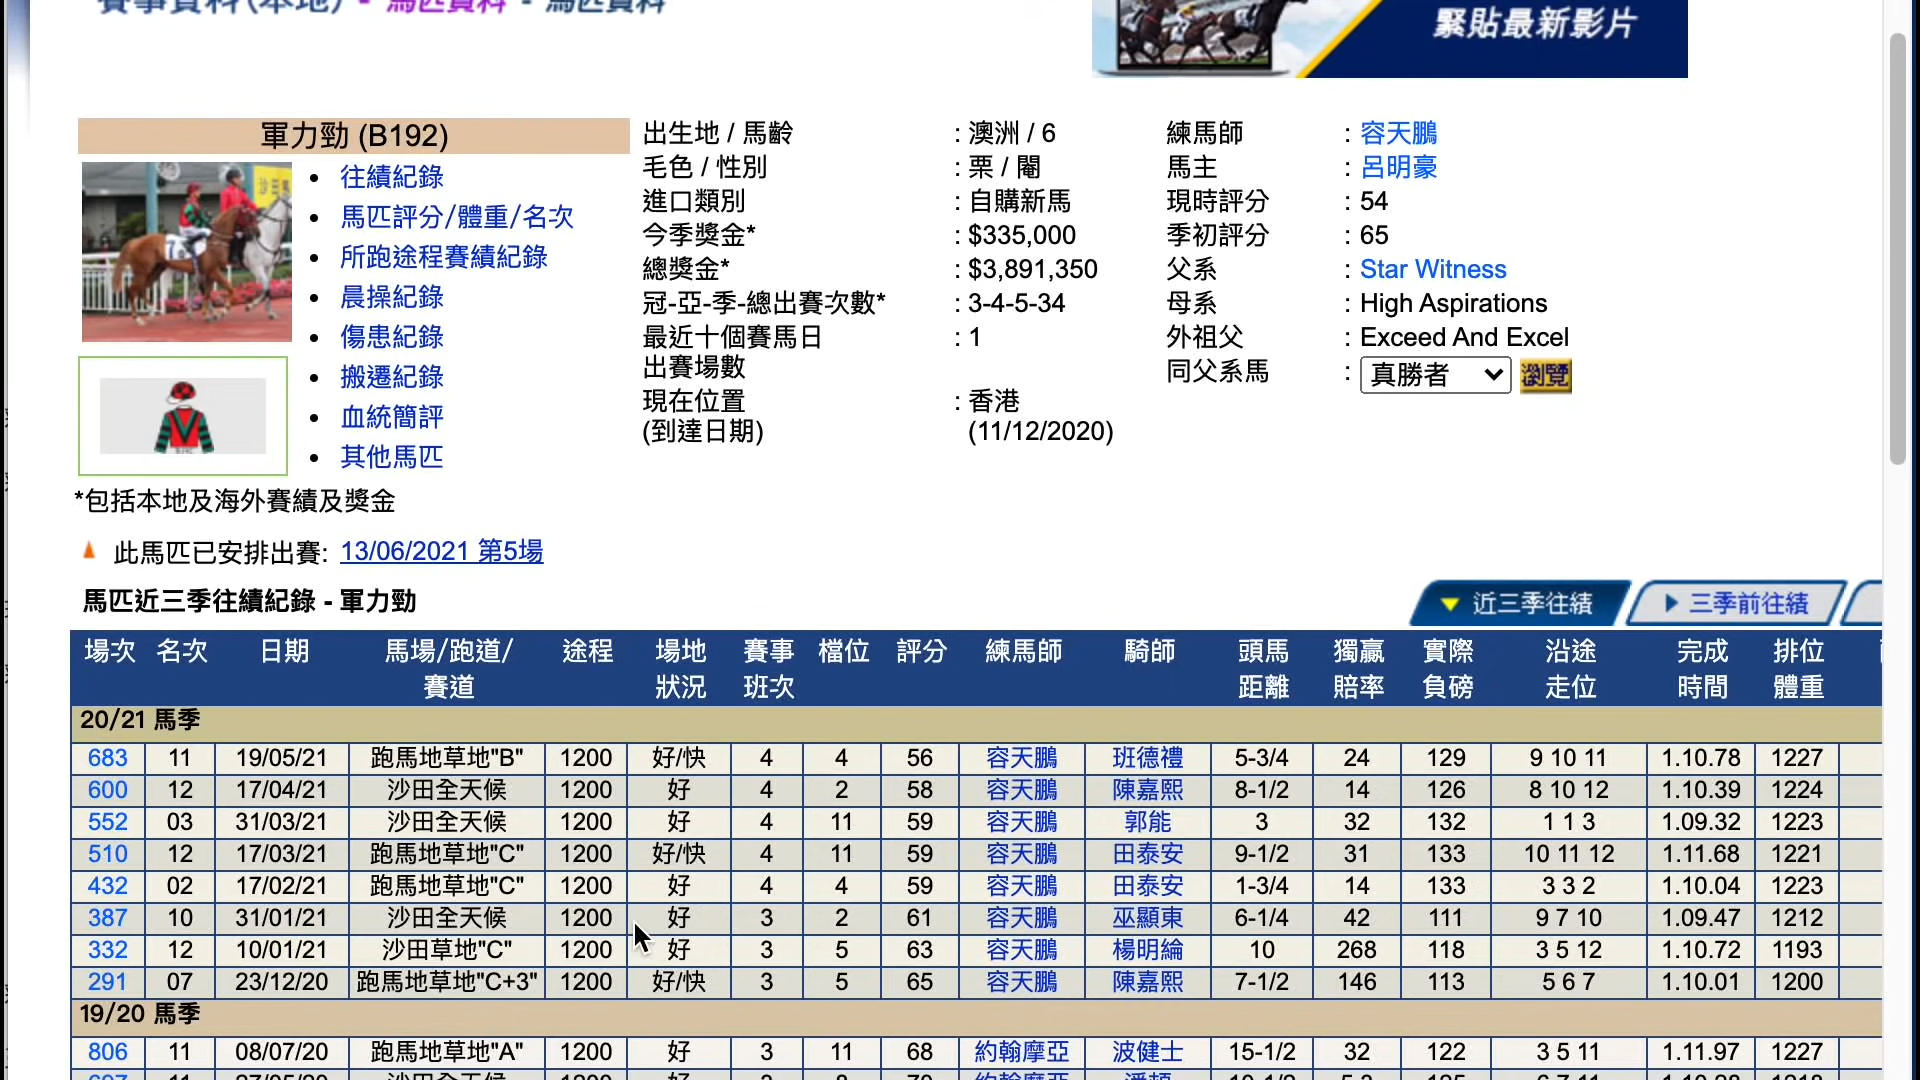 賽事資料(本地) - 馬匹資料 - 馬匹資料
緊貼最新影片
軍力勁 (B192)
往績紀錄
馬匹評分/體重/名次
所跑途程賽績紀錄
晨操紀錄
傷患紀錄
搬遷紀錄
血統簡評
其他馬匹
出生地 / 馬齡 : 澳洲 / 6
毛色 / 性別 : 栗 / 閹
進口類別 : 自購新馬
今季獎金* : $335,000
總獎金* : $3,891,350
冠-亞-季-總出賽次數* : 3-4-5-34
最近十個賽馬日 : 1
出賽場數
現在位置 : 香港
(到達日期) (11/12/2020)
練馬師 : 容天鵬
馬主 : 呂明豪
現時評分 : 54
季初評分 : 65
父系 : Star Witness
母系 : High Aspirations
外祖父 : Exceed And Excel
同父系馬 : 真勝者 瀏覽
*包括本地及海外賽績及獎金
此馬匹已安排出賽: 13/06/2021 第5場
馬匹近三季往績紀錄 - 軍力勁
近三季往績 三季前往績
場次 名次 日期 馬場/跑道/ 途程 場地 賽事 檔位 評分 練馬師 騎師 頭馬 獨贏 實際 沿途 完成 排位
賽道 狀況 班次 距離 賠率 負磅 走位 時間 體重
20/21 馬季
683 11 19/05/21 跑馬地草地"B" 1200 好/快 4 4 56 容天鵬 班德禮 5-3/4 24 129 9 10 11 1.10.78 1227
600 12 17/04/21 沙田全天候 1200 好 4 2 58 容天鵬 陳嘉熙 8-1/2 14 126 8 10 12 1.10.39 1224
552 03 31/03/21 沙田全天候 1200 好 4 11 59 容天鵬 郭能 3 32 132 1 1 3 1.09.32 1223
510 12 17/03/21 跑馬地草地"C" 1200 好/快 4 11 59 容天鵬 田泰安 9-1/2 31 133 10 11 12 1.11.68 1221
432 02 17/02/21 跑馬地草地"C" 1200 好 4 4 59 容天鵬 田泰安 1-3/4 14 133 3 3 2 1.10.04 1223
387 10 31/01/21 沙田全天候 1200 好 3 2 61 容天鵬 巫顯東 6-1/4 42 111 9 7 10 1.09.47 1212
332 12 10/01/21 沙田草地"C" 1200 好 3 5 63 容天鵬 楊明綸 10 268 118 3 5 12 1.10.72 1193
291 07 23/12/20 跑馬地草地"C+3" 1200 好/快 3 5 65 容天鵬 陳嘉熙 7-1/2 146 113 5 6 7 1.10.01 1200
19/20 馬季
806 11 08/07/20 跑馬地草地"A" 1200 好 3 11 68 約翰摩亞 波健士 15-1/2 32 122 3 5 11 1.11.97 1227